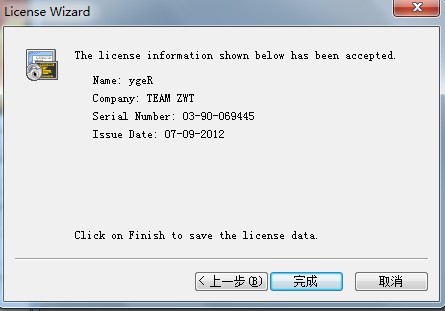 License Wizard
The license information shown below has been accepted.
Name: ygeR
Company: TEAM ZWT
Serial Number: 03-90-069445
Issue Date: 07-09-2012
Click on Finish to save the license data.
< 上一步(B)
完成
取消